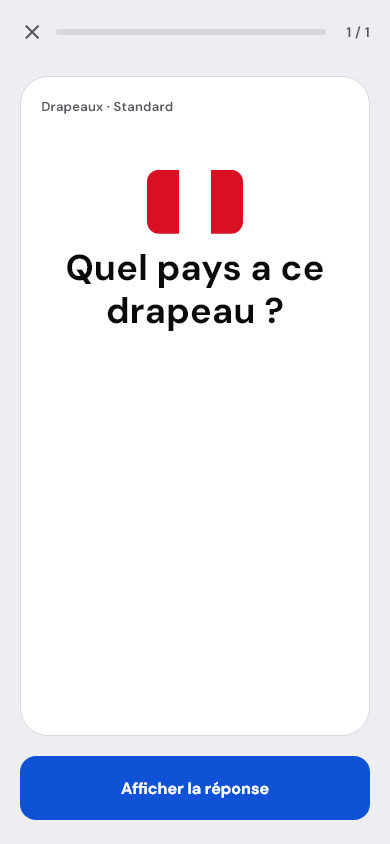 1 / 1
Drapeaux · Standard
Quel pays a ce
drapeau ?
Afficher la réponse